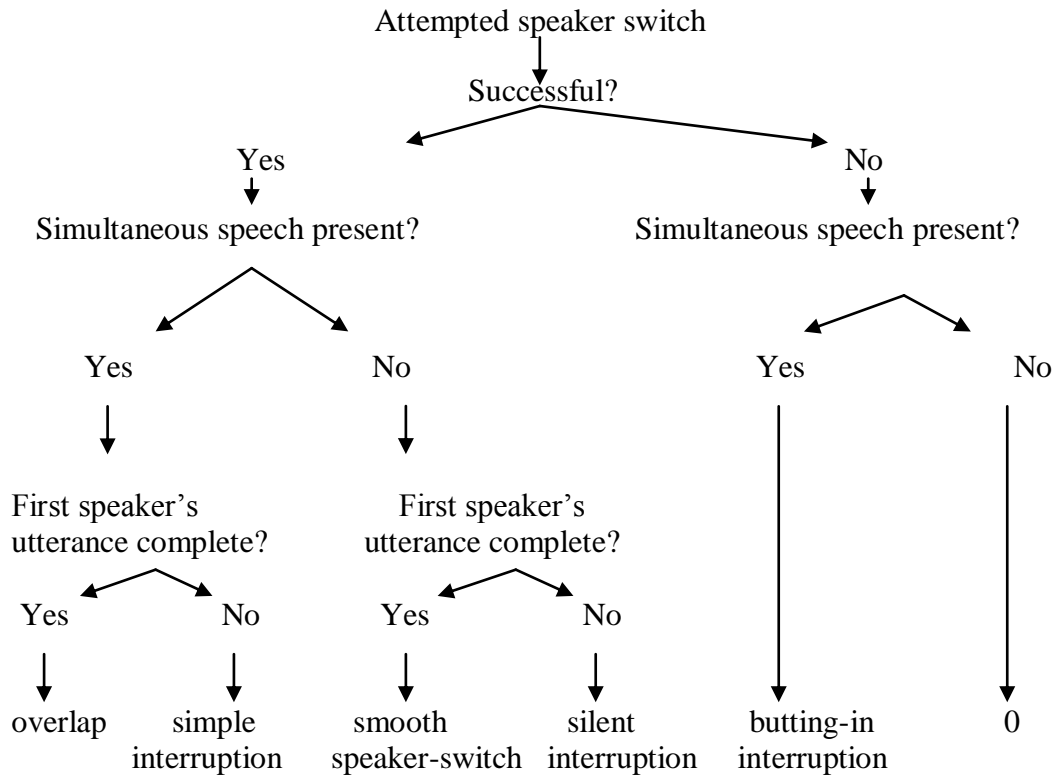 Attempted speaker switch
Successful?
Yes No
Simultaneous speech present? Simultaneous speech present?
Yes No Yes No
First speaker’s First speaker’s
utterance complete? utterance complete?
Yes No Yes No
overlap simple smooth silent butting-in 0
interruption speaker-switch interruption interruption